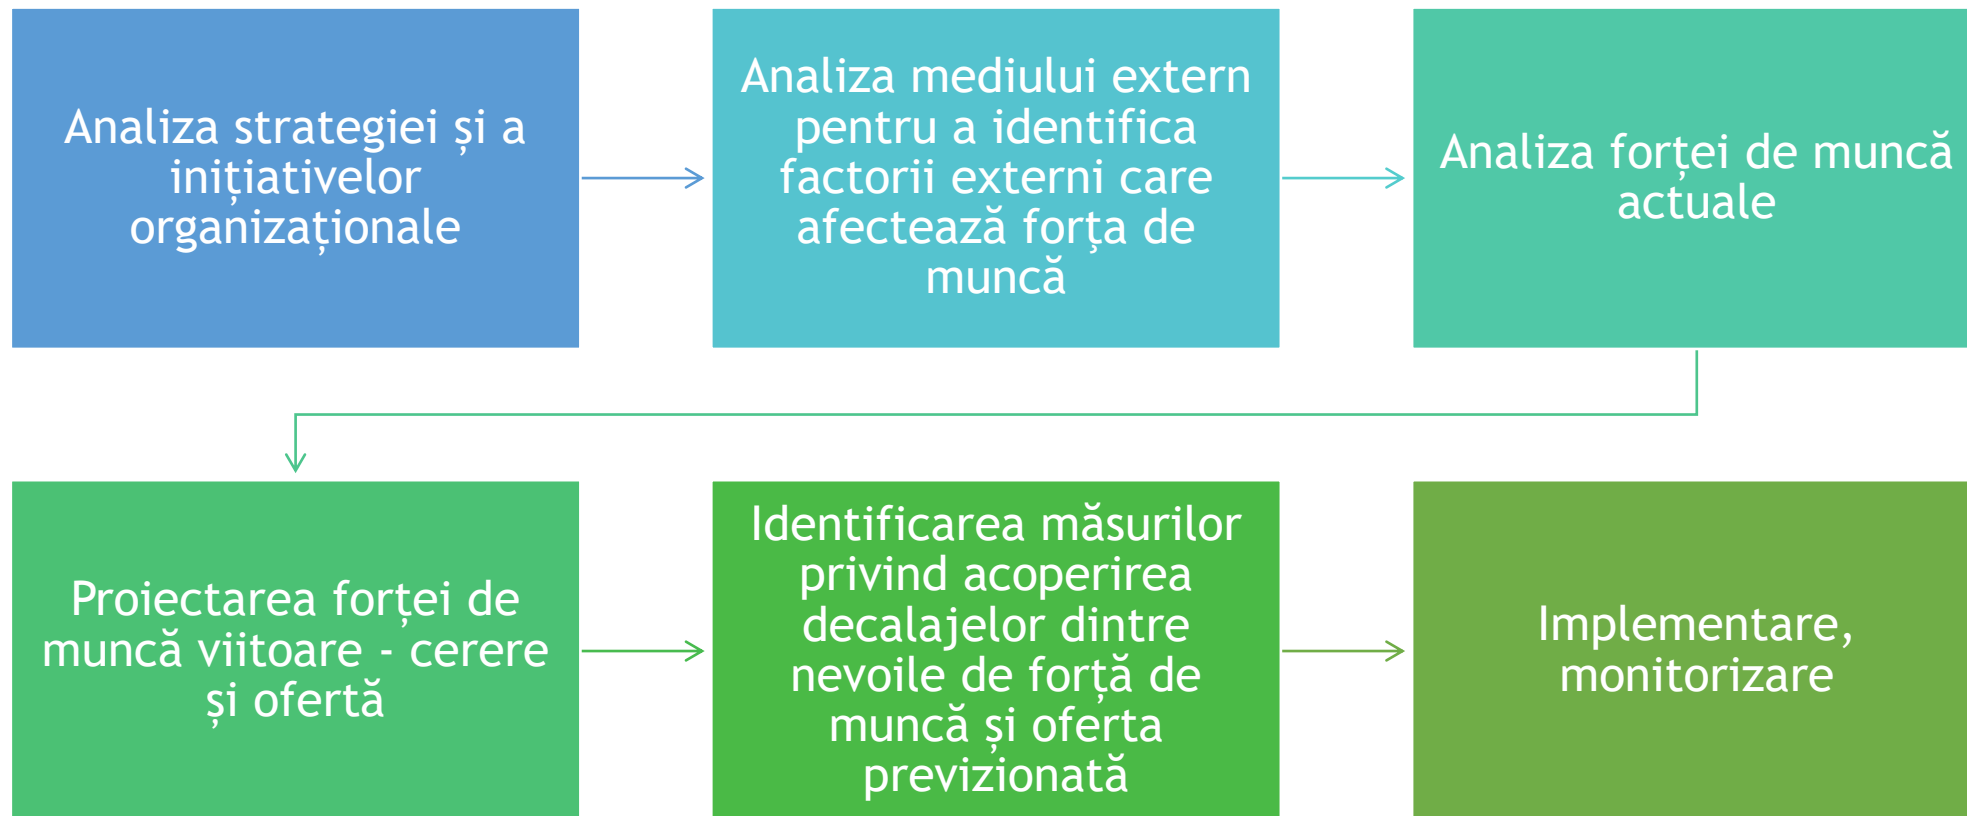 Analiza strategiei și a
inițiativelor
organizaționale
Analiza mediului extern
pentru a identifica
factorii externi care
afectează forţa de
muncă
Analiza forței de muncă
actuale
Proiectarea forței de
muncă viitoare - cerere
și ofertă
Identificarea măsurilor
privind acoperirea
decalajelor dintre
nevoile de forță de
muncă și oferta
previzionată
Implementare,
monitorizare